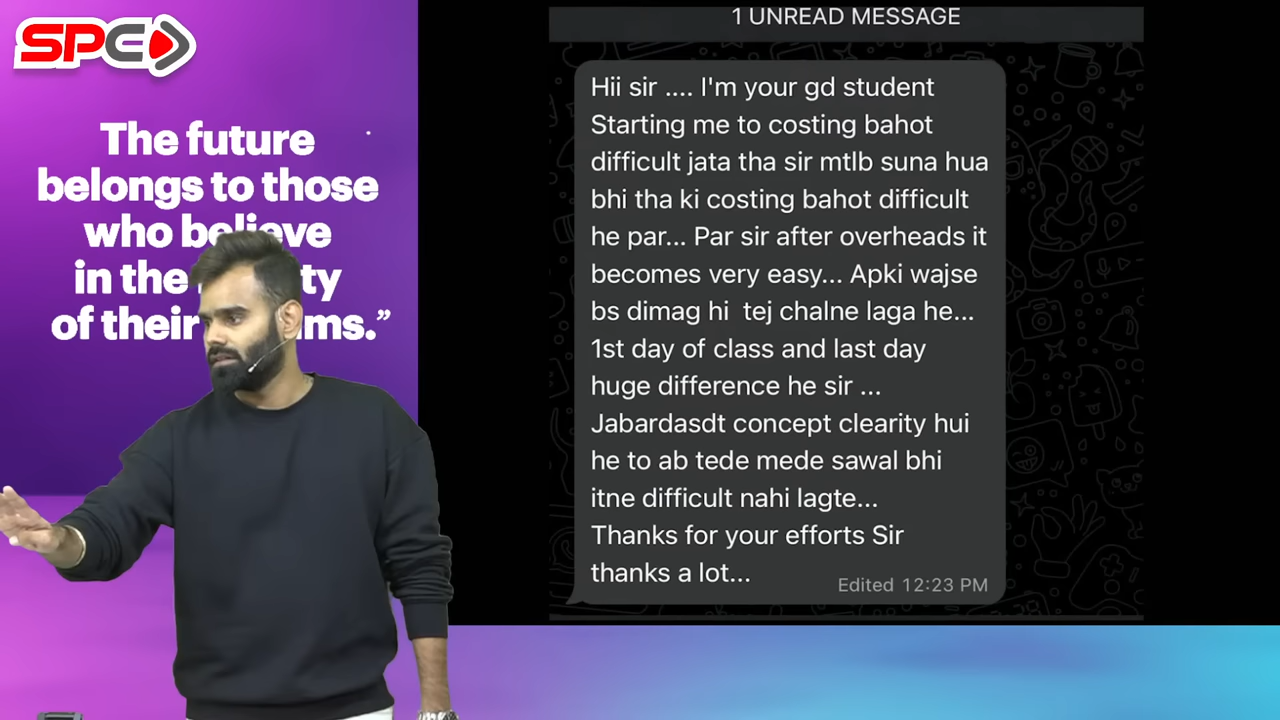 SPE
The future
belongs to those
who believe
in the ty
of their ms.”
1 UNREAD MESSAGE
Hii sir .... I'm your gd student
Starting me to costing bahot
difficult jata tha sir mtlb suna hua
bhi tha ki costing bahot difficult
he par... Par sir after overheads it
becomes very easy... Apki wajse
bs dimag hi tej chalne laga he...
1st day of class and last day
huge difference he sir ...
Jabardasdt concept clearity hui
he to ab tede mede sawal bhi
itne difficult nahi lagte...
Thanks for your efforts Sir
thanks a lot...
Edited 12:23 PM